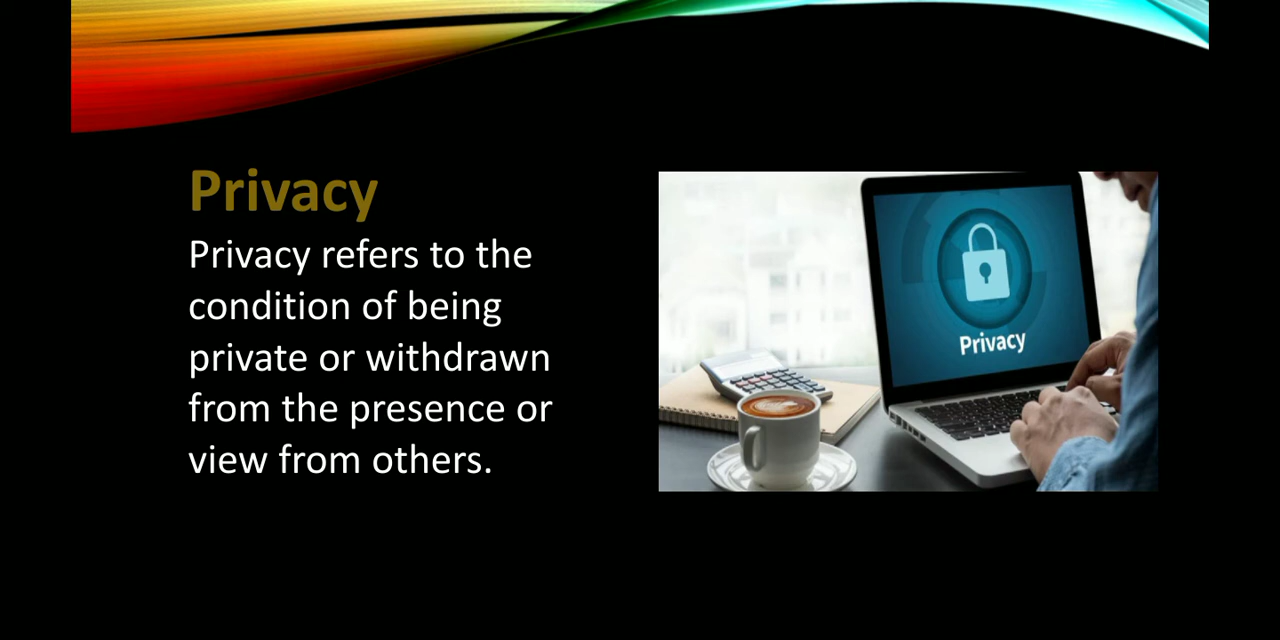 Privacy
Privacy refers to the
condition of being
private or withdrawn
from the presence or
view from others.
Privacy